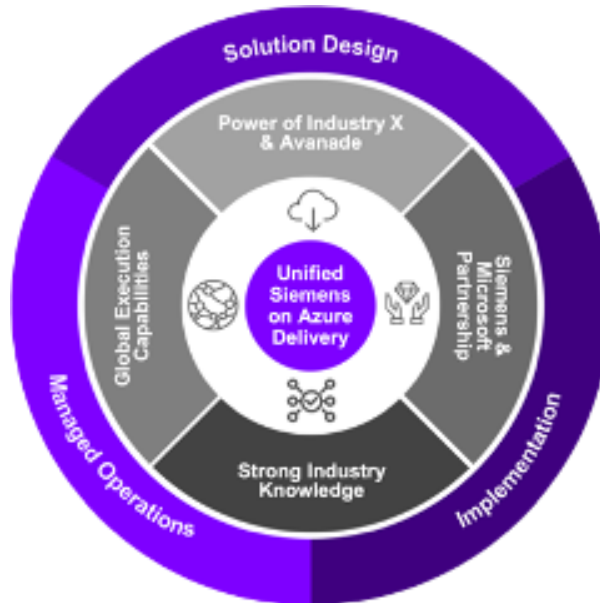 Solution Design
Power of Industry X
& Avanade
Global Execution
Capabilities
Unified
Siemens
on Azure
Delivery
Siemens &
Microsoft
Partnership
Strong Industry
Knowledge
Managed Operations
Implementation